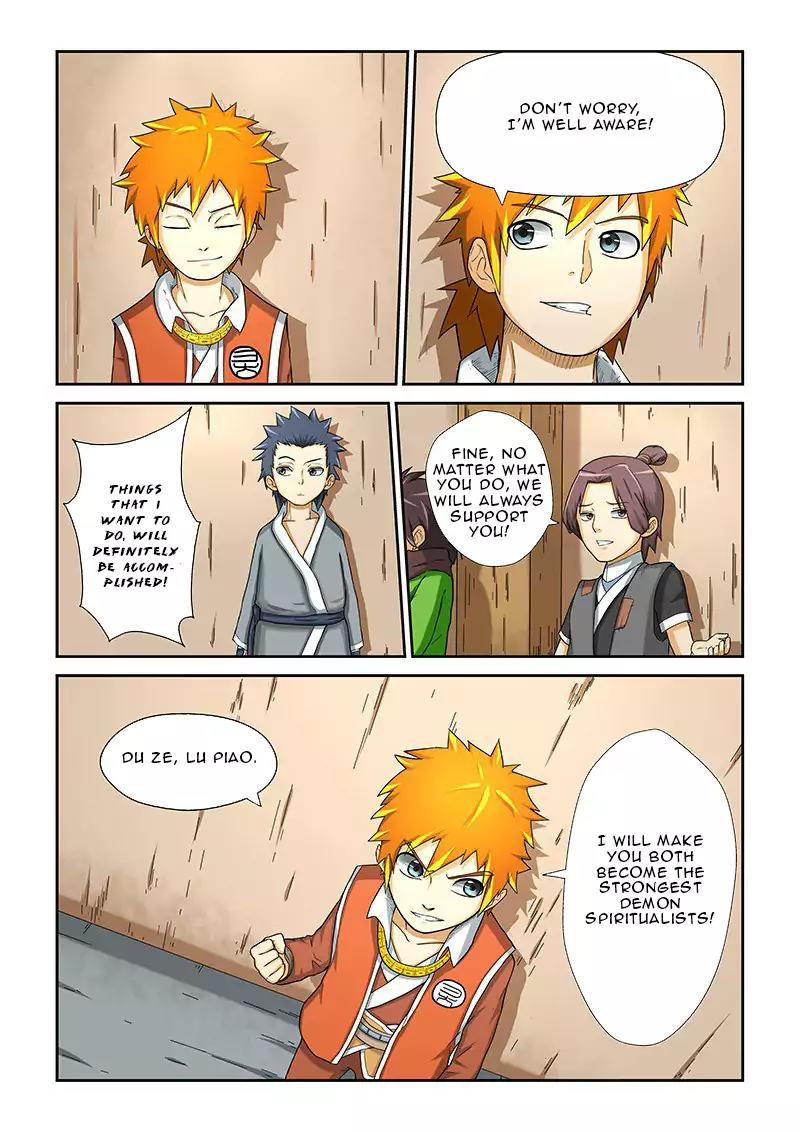 DON'T WORRY,
I'M WELL AWARE!
THINGS
THAT I
WANT TO
DO, WILL
DEFINITELY
BE ACCOM-
PLISHED!
FINE, NO
MATTER WHAT
YOU DO, WE
WILL ALWAYS
SUPPORT
YOU!
DU ZE, LU PIAO.
I WILL MAKE
YOU BOTH
BECOME THE
STRONGEST
DEMON
SPIRITUALISTS!